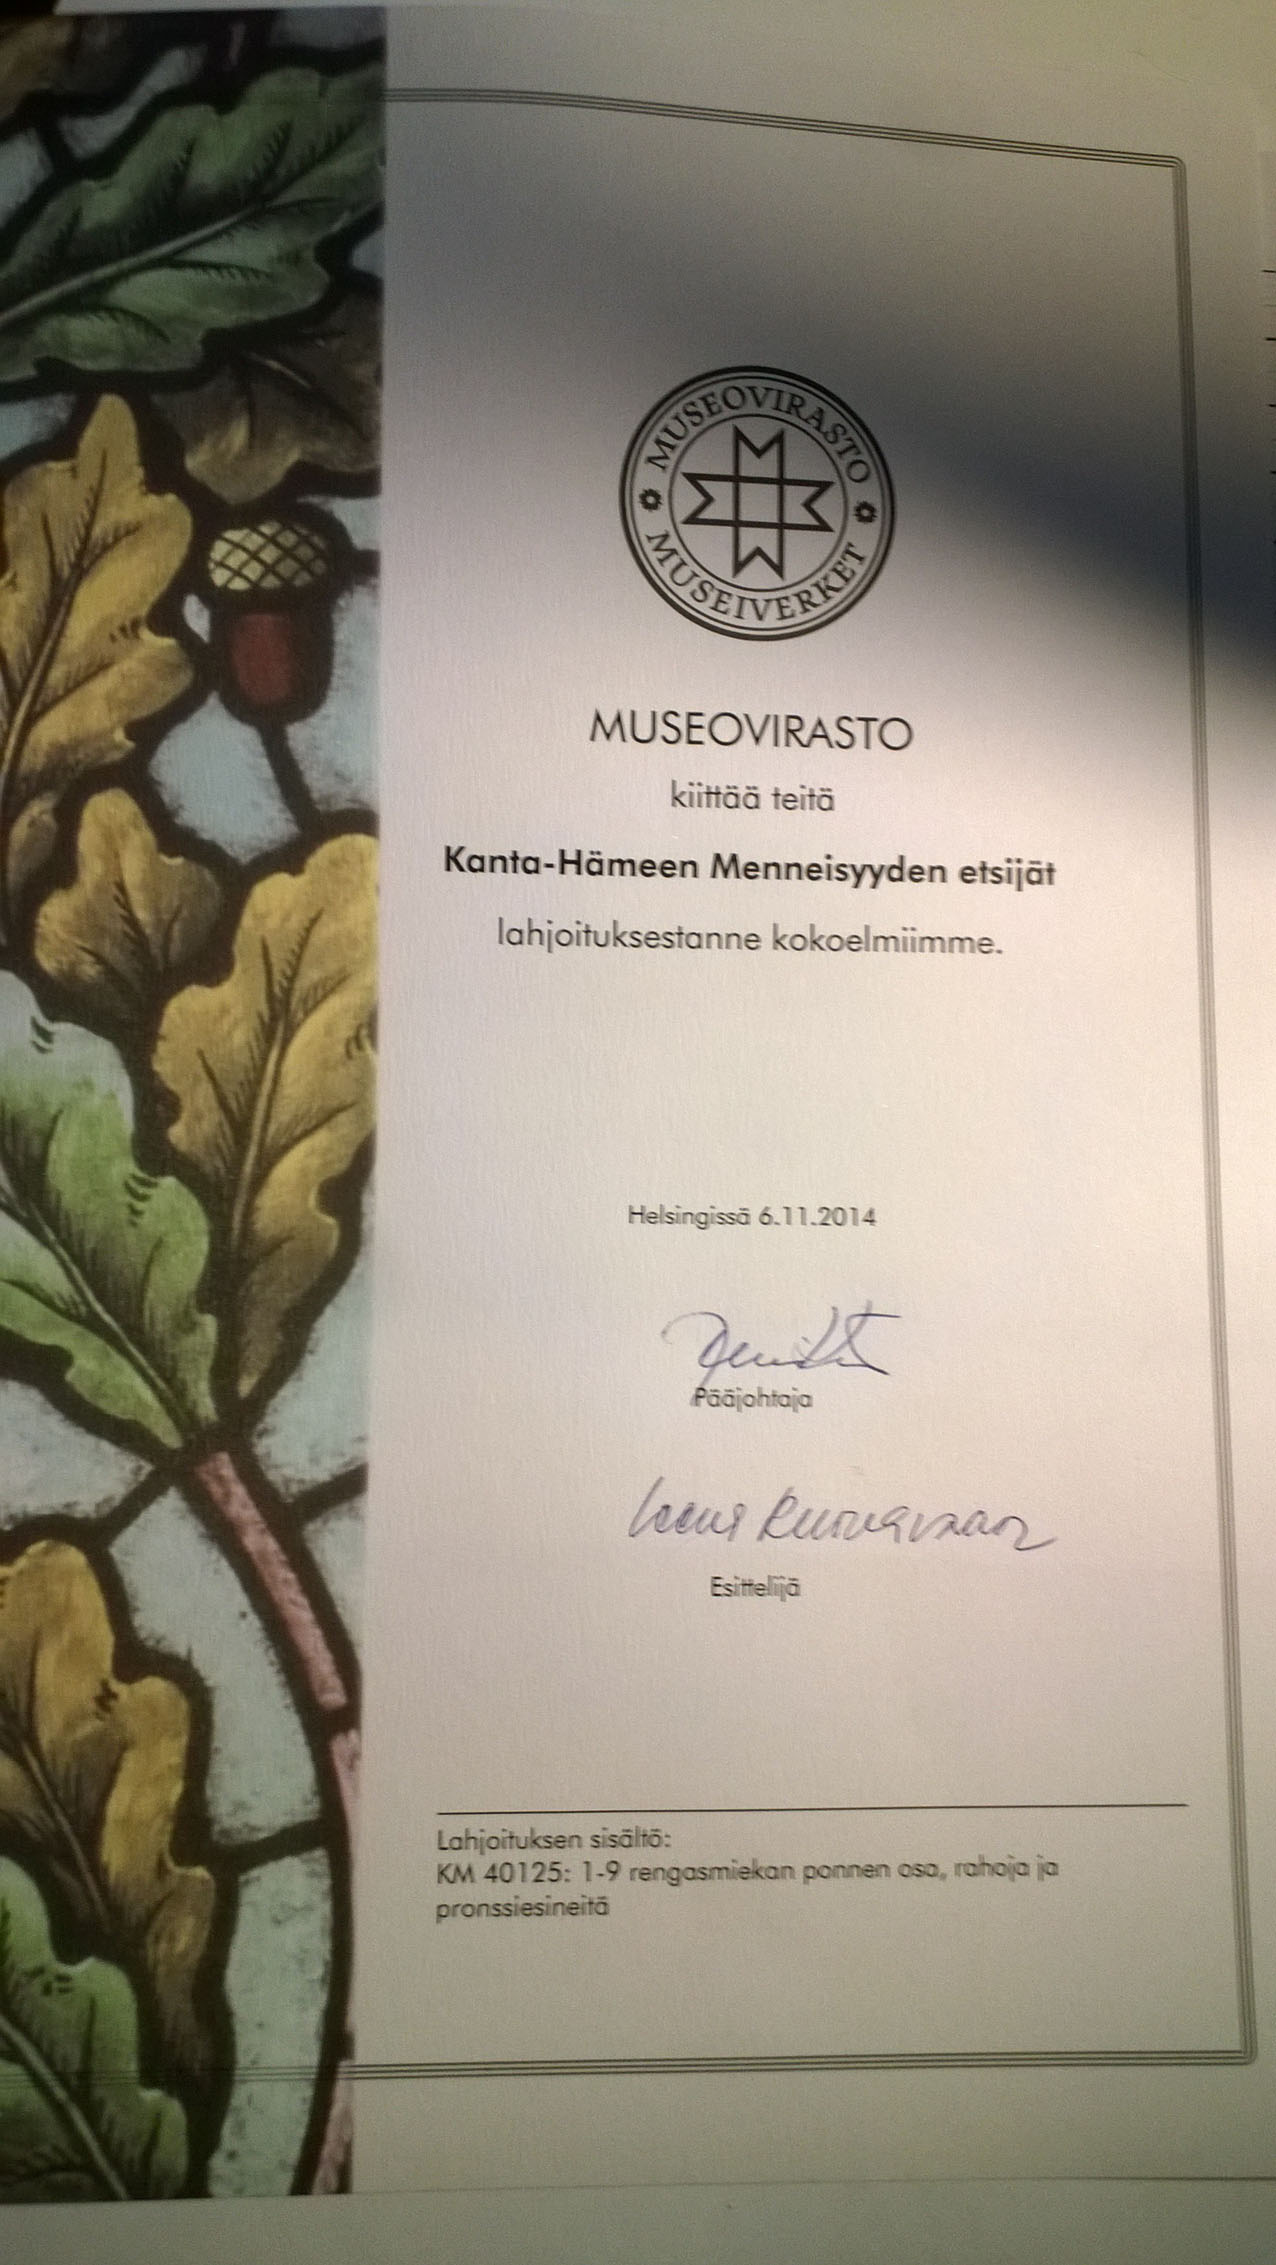 MUSEOVIRASTO
MUSEIVERKET
MUSEOVIRASTO
kiittää teitä
Kanta-Hämeen Menneisyyden etsijät
lahjoituksestanne kokoelmiimme.
Helsingissä 6.11.2014
Pääjohtaja
Esittelijä
Lahjoituksen sisältö:
KM 40125: 1-9 rengasmiekan ponnen osa, rahoja ja
pronssiesineitä